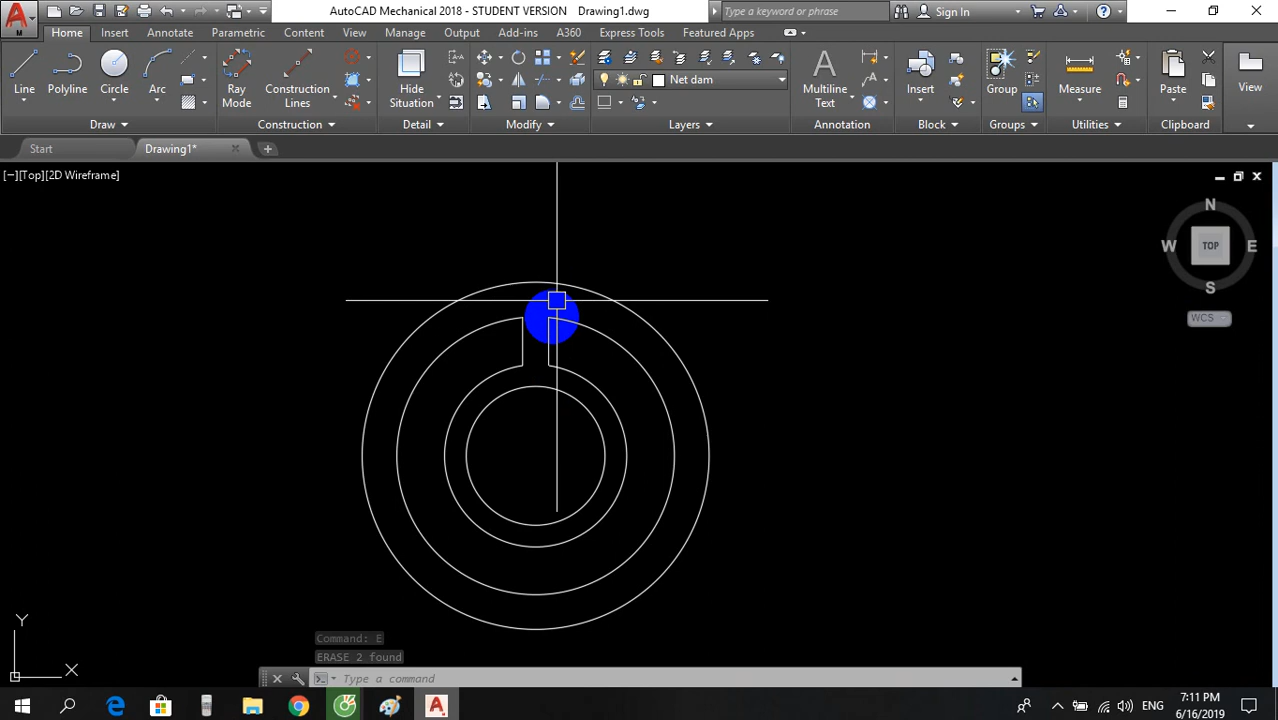 AutoCAD Mechanical 2018 - STUDENT VERSION Drawing1.dwg
Type a keyword or phrase
Sign In
Home Insert Annotate Parametric Content View Manage Output Add-ins A360 Express Tools Featured Apps
Line Polyline Circle Arc
Ray Mode
Construction Lines
Hide Situation
Net dam
Multiline Text
Insert
Group
Measure
Paste
View
Draw Construction Detail Modify Layers Annotation Block Groups Utilities Clipboard
Start Drawing1*
[−][Top][2D Wireframe]
N
W TOP E
S
WCS
Y
X
Command: E
ERASE 2 found
Type a command
ENG
7:11 PM
6/16/2019